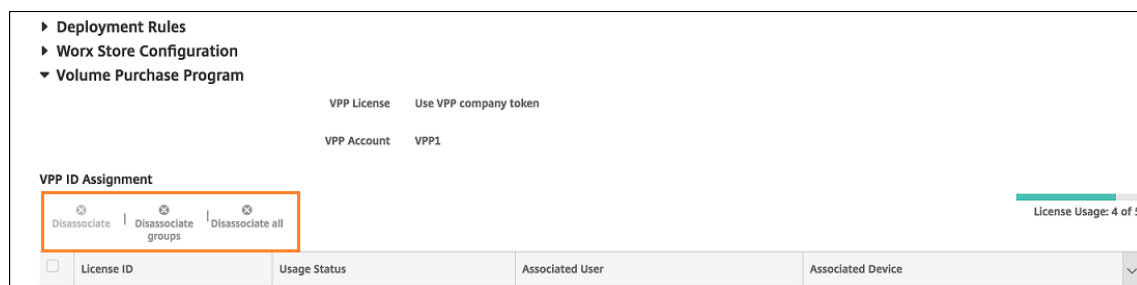 Deployment Rules
Worx Store Configuration
Volume Purchase Program
VPP License Use VPP company token
VPP Account VPP1
VPP ID Assignment
Disassociate | Disassociate groups | Disassociate all
License Usage: 4 of 5
License ID Usage Status Associated User Associated Device